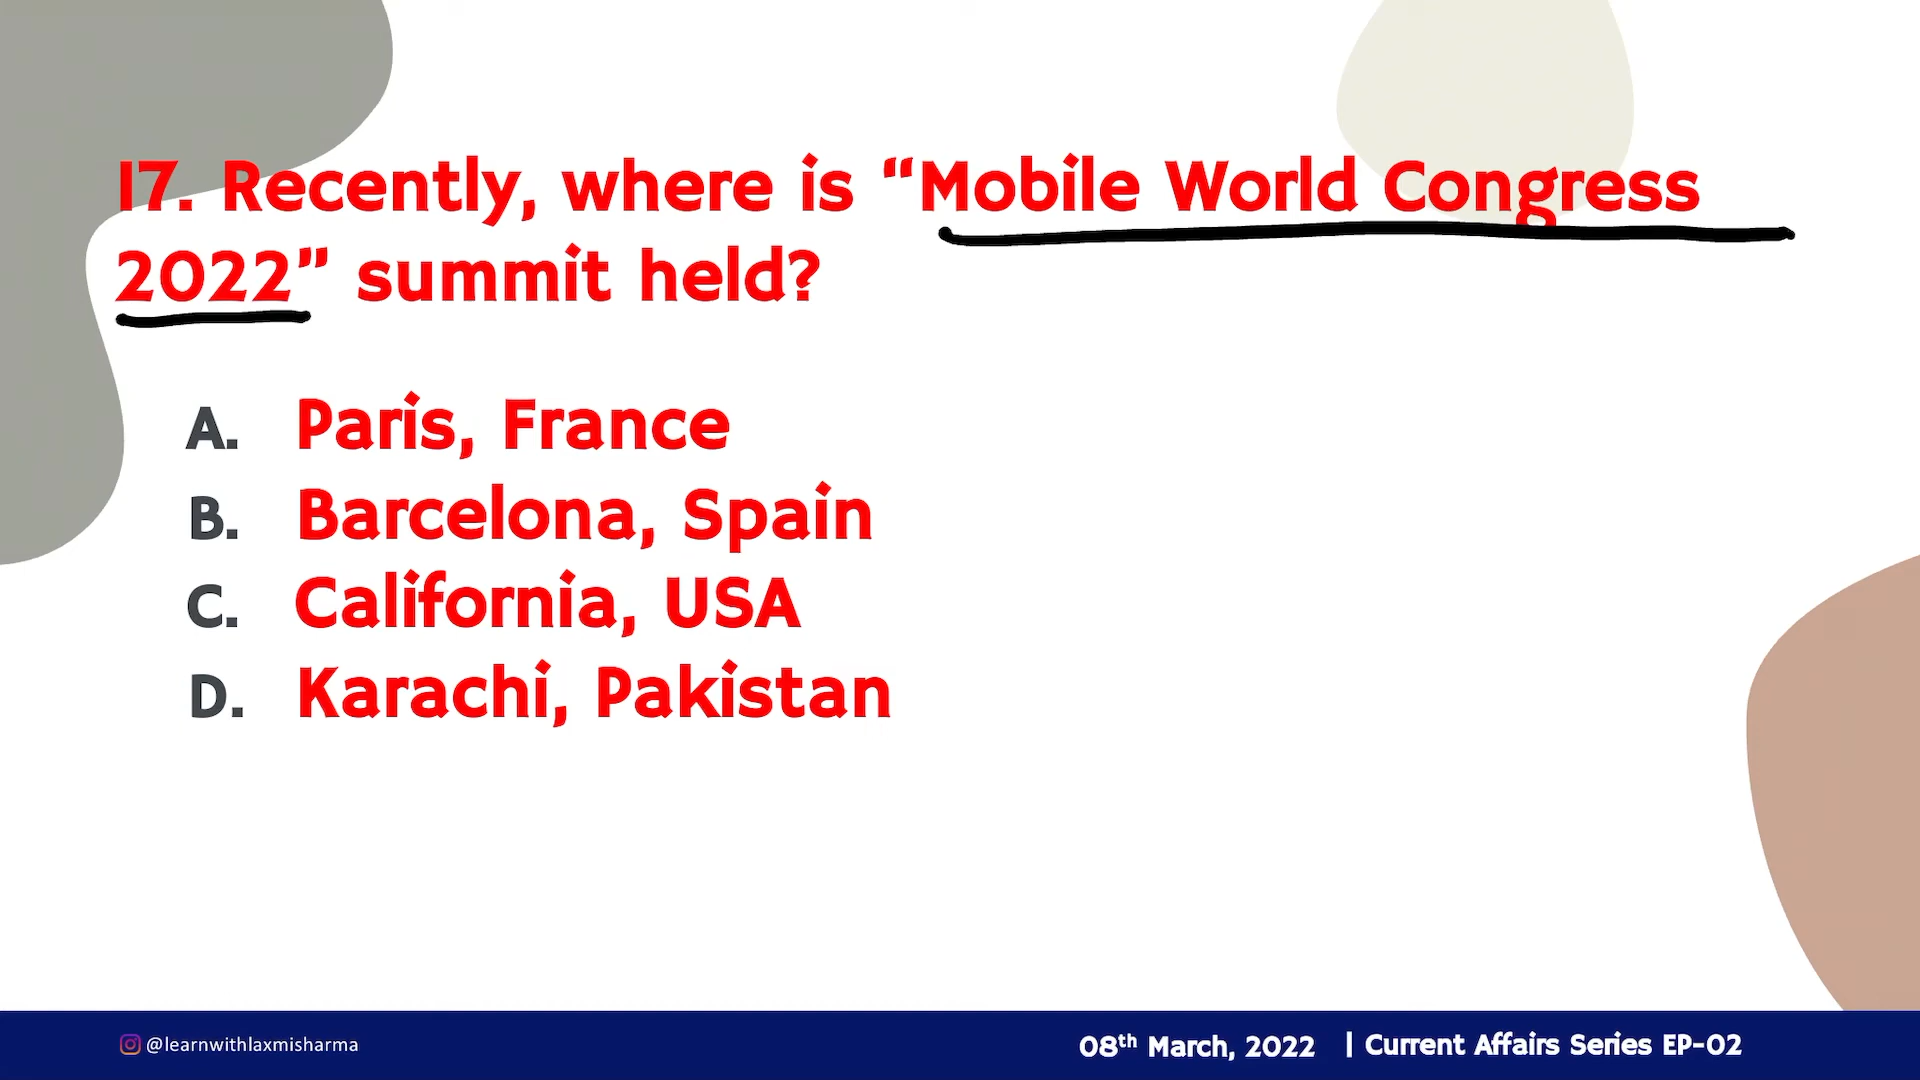 17. Recently, where is “Mobile World Congress
2022” summit held?
A. Paris, France
B. Barcelona, Spain
C. California, USA
D. Karachi, Pakistan
@learnwithlaxmisharma
08th March, 2022 | Current Affairs Series EP-02